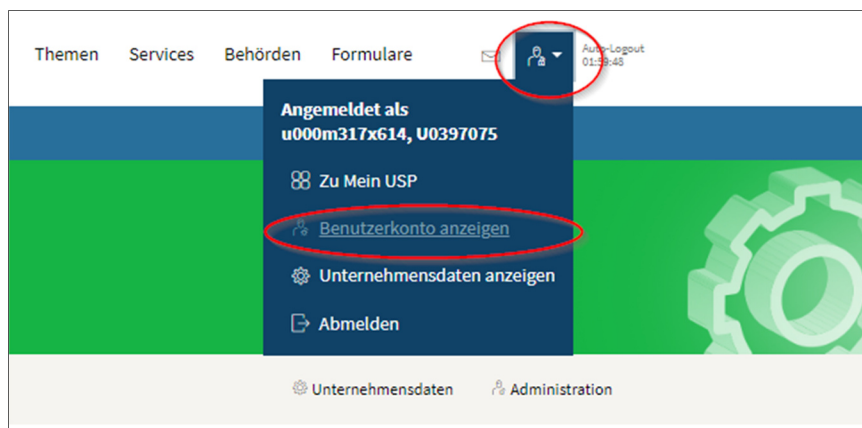 Themen Services Behörden Formulare
Auto-Logout
01:59:48
Angemeldet als
u000m317x614, U0397075
Zu Mein USP
Benutzerkonto anzeigen
Unternehmensdaten anzeigen
Abmelden
Unternehmensdaten Administration